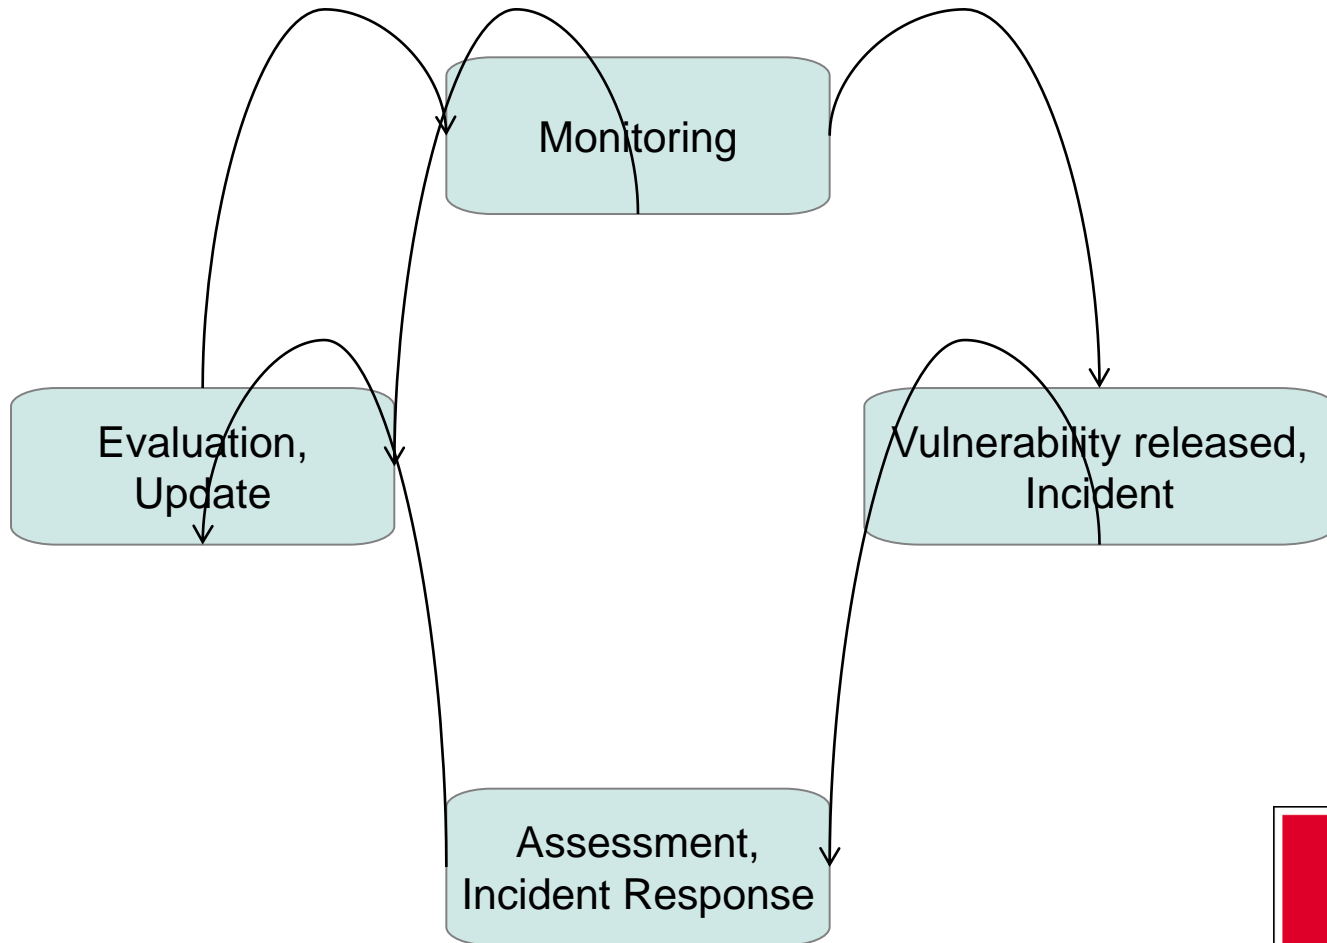 Monitoring
Evaluation,
Update
Vulnerability released,
Incident
Assessment,
Incident Response